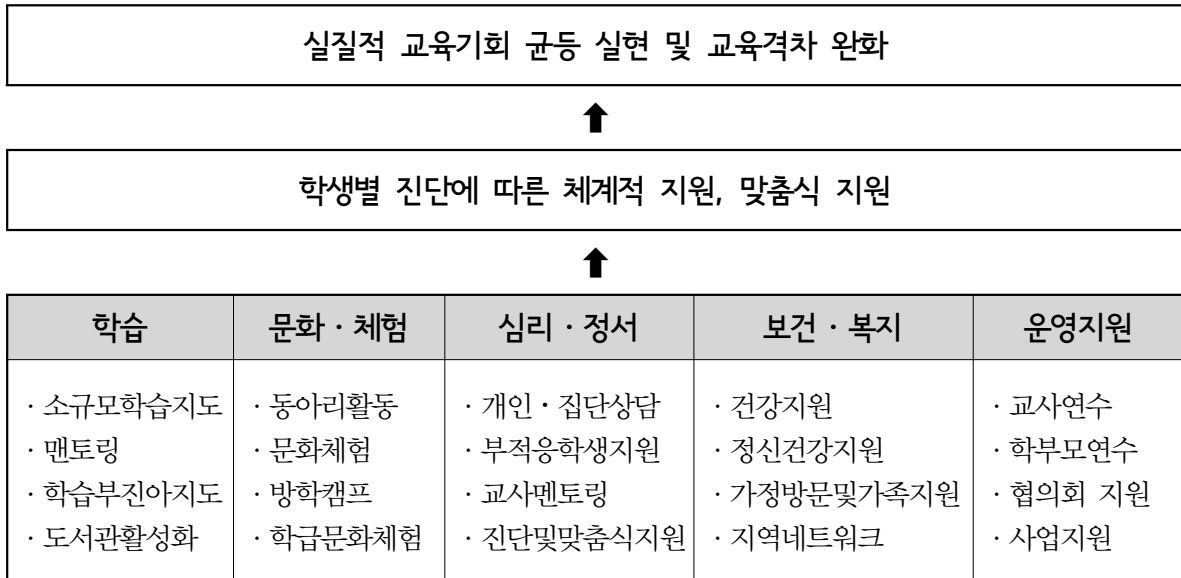 실질적 교육기회 균등 실현 및 교육격차 완화
학생별 진단에 따른 체계적 지원, 맞춤식 지원
학습 문화·체험 심리·정서 보건·복지 운영지원
·소규모학습지도 ·동아리활동 ·개인·집단상담 ·건강지원 ·교사연수
·맨토링 ·문화체험 ·부적응학생지원 ·정신건강지원 ·학부모연수
·학습부진아지도 ·방학캠프 ·교사멘토링 ·가정방문및가족지원 ·협의회 지원
·도서관활성화 ·학급문화체험 ·진단및맞춤식지원 ·지역네트워크 ·사업지원